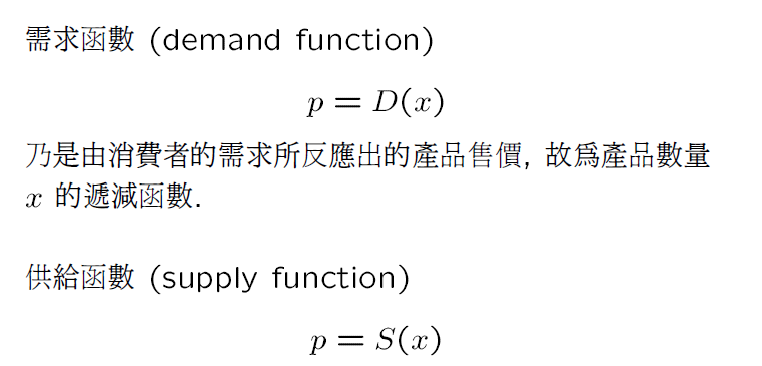 需求函數 (demand function)
p = D(x)
乃是由消費者的需求所反應出的產品售價, 故爲產品數量
x 的遞減函數.
供給函數 (supply function)
p = S(x)